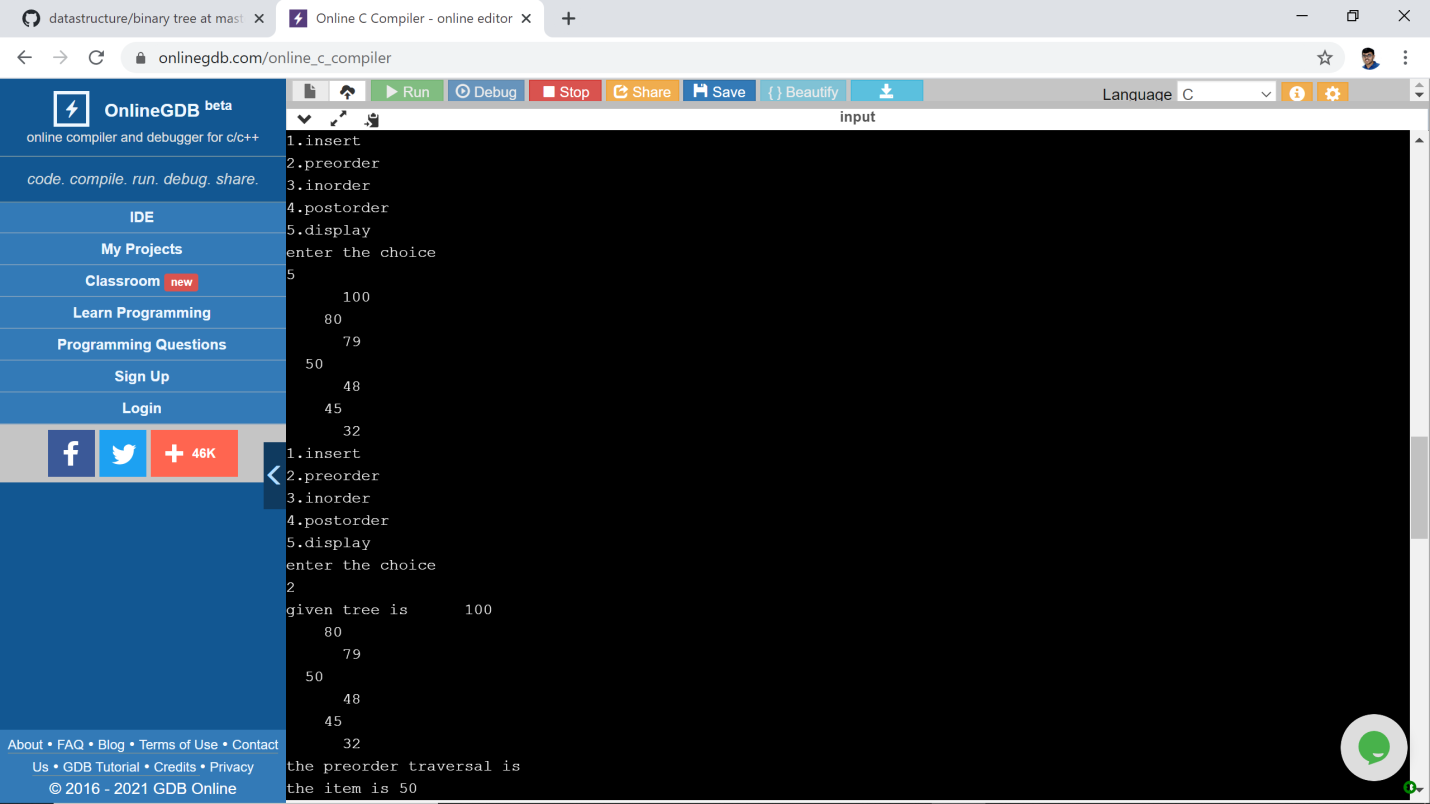 datastructure/binary tree at mast
Online C Compiler - online editor
onlinegdb.com/online_c_compiler
OnlineGDB beta
online compiler and debugger for c/c++
code. compile. run. debug. share.
IDE
My Projects
Classroom new
Learn Programming
Programming Questions
Sign Up
Login
46K
About • FAQ • Blog • Terms of Use • Contact
Us • GDB Tutorial • Credits • Privacy
© 2016 - 2021 GDB Online
Run Debug Stop Share Save { } Beautify Language C
input
1.insert
2.preorder
3.inorder
4.postorder
5.display
enter the choice
5
100
80
79
50
48
45
32
1.insert
2.preorder
3.inorder
4.postorder
5.display
enter the choice
2
given tree is 100
80
79
50
48
45
32
the preorder traversal is
the item is 50